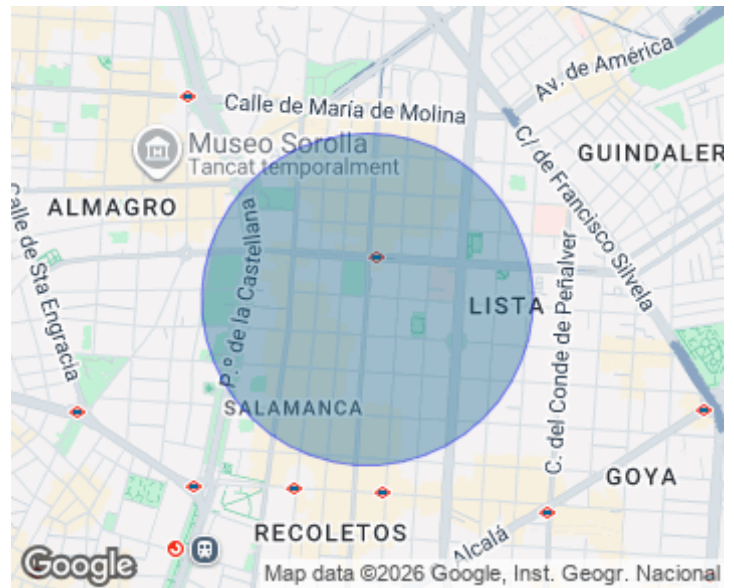 Av. de América
Calle de María de Molina
Museo Sorolla
Tancat temporalment
C/ de Francisco Silvela
GUINDALER
ALMAGRO
Calle de Sta Engracia
P.º de la Castellana
C. del Conde de Peñalver
LISTA
SALAMANCA
GOYA
RECOLETOS
Alcalá
Google
Map data ©2026 Google, Inst. Geogr. Nacional